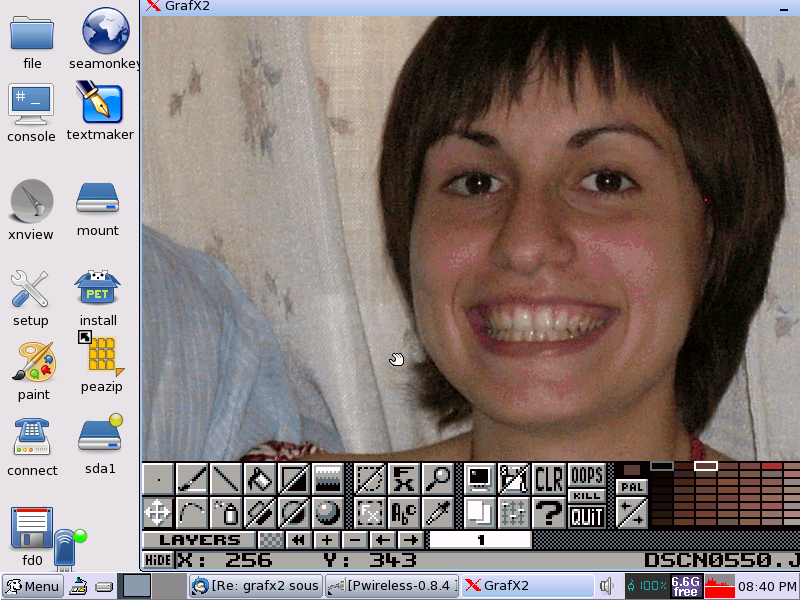 GrafX2
file
seamonkey
# _
console
textmaker
xnview
mount
setup
PET
install
paint
peazip
connect
sda1
fd0
FX
CLR
OOPS
KILL
PAL
Abc
?
QUIT
LAYERS
1
HIDE X: 256 Y: 343 DSCN0550.J
Menu
[Re: grafx2 sous
[Pwireless-0.8.4
GrafX2
100%
6.6G
free
08:40 PM